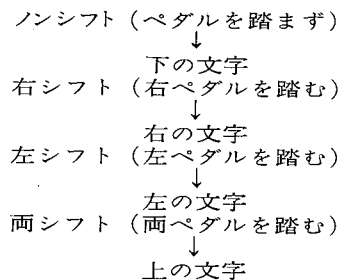 ノンシフト(ペダルを踏まず)
↓
下の文字
右シフト(右ペダルを踏む)
↓
右の文字
左シフト(左ペダルを踏む)
↓
左の文字
両シフト(両ペダルを踏む)
↓
上の文字